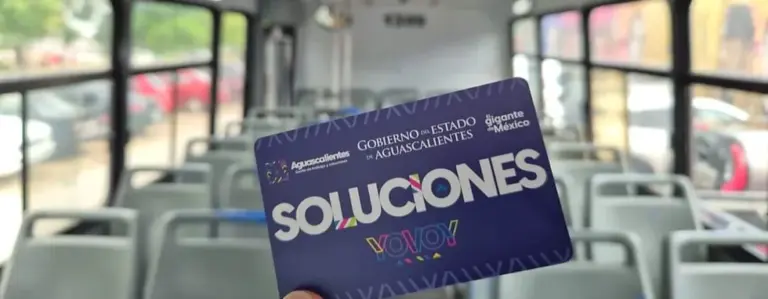 Aguascalientes
GOBIERNO DEL ESTADO
DE AGUASCALIENTES
El
gigante
de México
SOLUCIONES
YOVOY